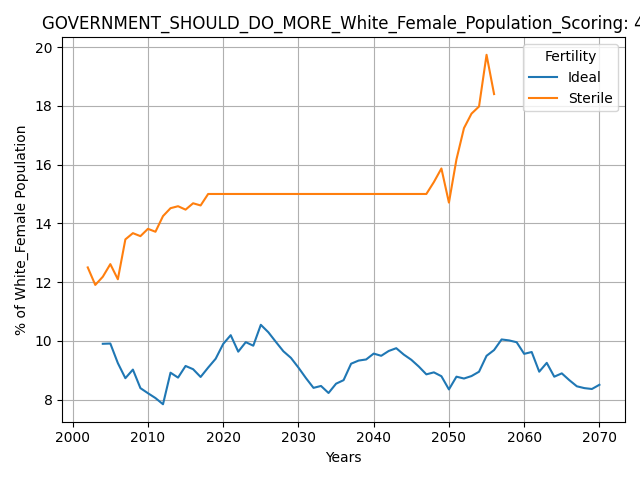 GOVERNMENT_SHOULD_DO_MORE_White_Female_Population_Scoring: 4
Fertility
Ideal
Sterile
% of White_Female Population
20
18
16
14
12
10
8
2000 2010 2020 2030 2040 2050 2060 2070
Years